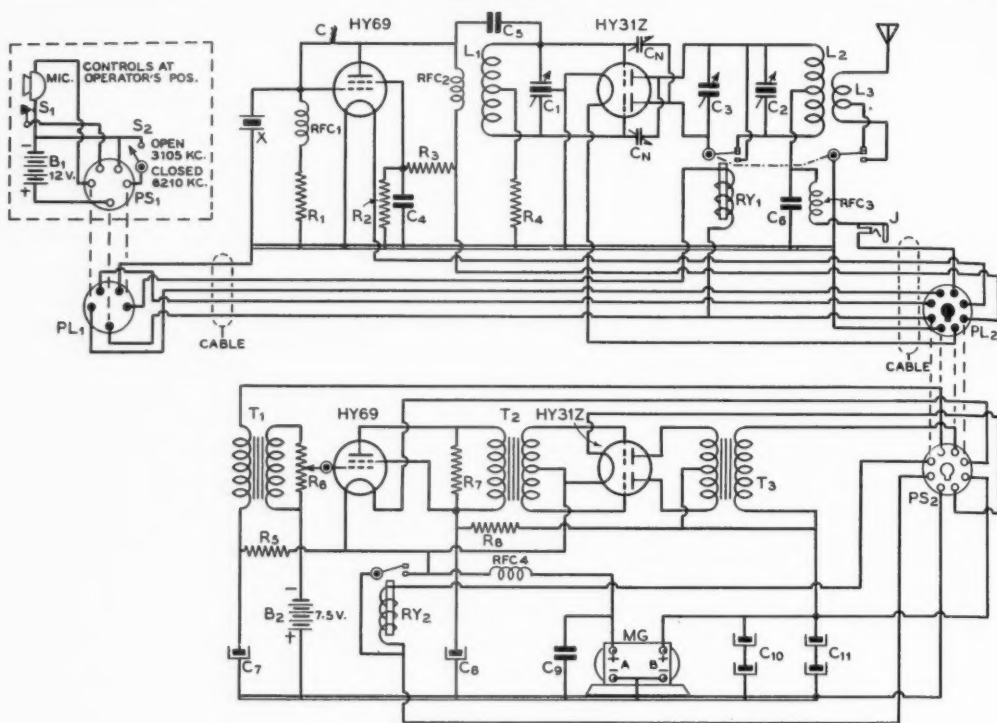 CONTROLS AT
OPERATOR'S POS.
MIC.
S1
S2
OPEN
3105 KC.
CLOSED
6210 KC.
B1
12 V.
PS1
PL1
CABLE
X
C
HY69
RFC1
R1
R2
C4
R3
RFC2
C5
L1
C1
R4
HY31Z
CN
CN
C3
C2
L2
L3
RY1
C6
RFC3
J
CABLE
PL2
T1
R6
HY69
R7
T2
HY31Z
T3
PS2
R5
R8
RFC4
B2
7.5 V.
RY2
C7
C8
C9
MG
A
B
C10
C11